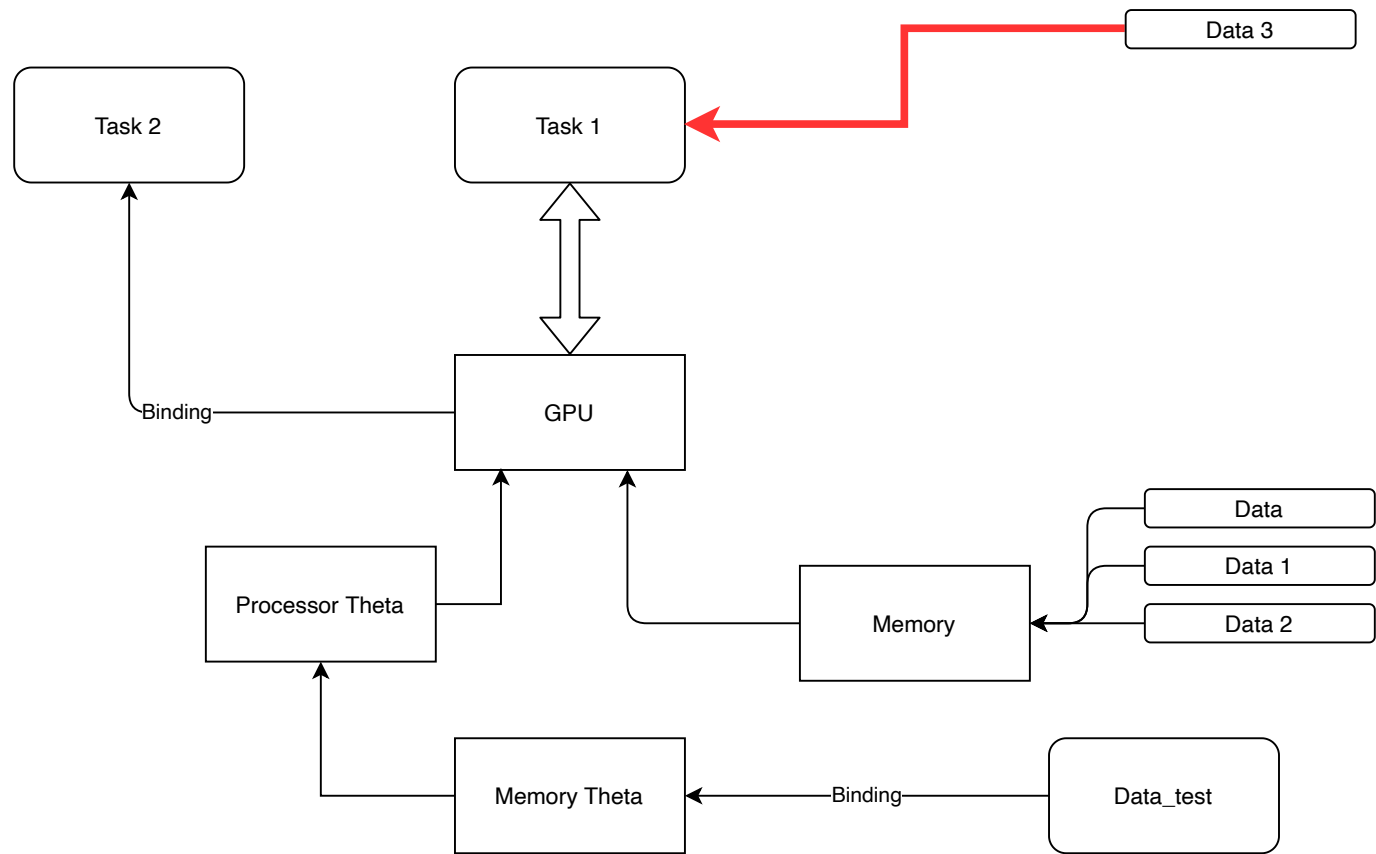 Data 3
Task 2
Task 1
Binding
GPU
Data
Data 1
Processor Theta
Memory
Data 2
Memory Theta
Binding
Data_test